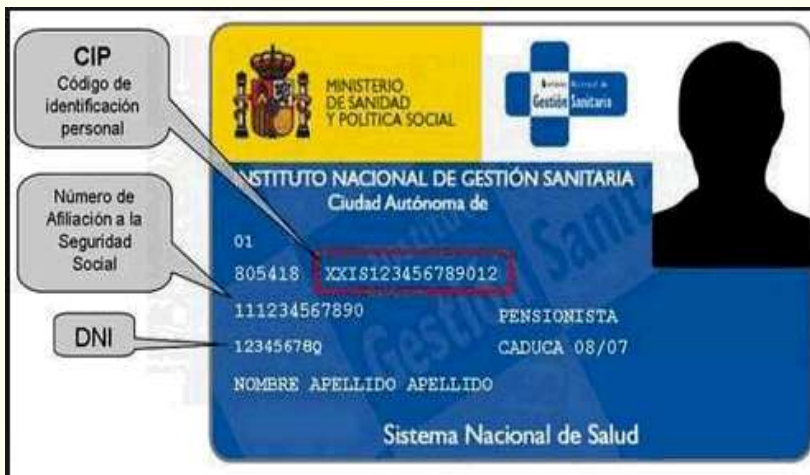 CIP
Código de
identificación
personal
Número de
Afiliación a la
Seguridad
Social
DNI
MINISTERIO
DE SANIDAD
Y POLÍTICA SOCIAL
Gestión Sanitaria
INSTITUTO NACIONAL DE GESTIÓN SANITARIA
Ciudad Autónoma de
01
805418 XXIS123456789012
111234567890
PENSIONISTA
12345678Q
CADUCA 08/07
NOMBRE APELLIDO APELLIDO
Sistema Nacional de Salud